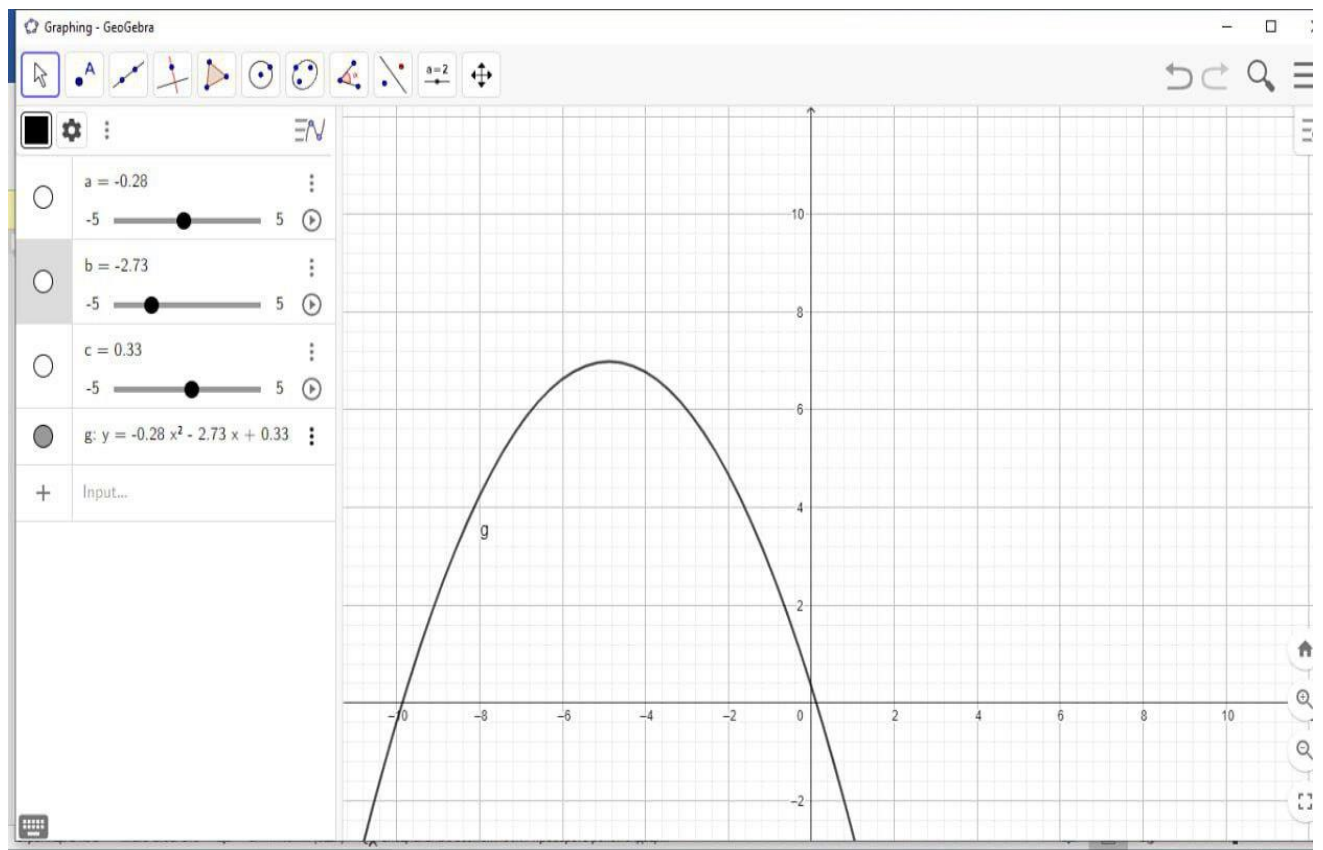 Graphing - GeoGebra
A
a=2
a = -0.28
-5 5
b = -2.73
-5 5
c = 0.33
-5 5
g: y = -0.28 x² - 2.73 x + 0.33
+ Input...
10
8
6
4
g
2
-10 -8 -6 -4 -2 0 2 4 6 8 10
-2